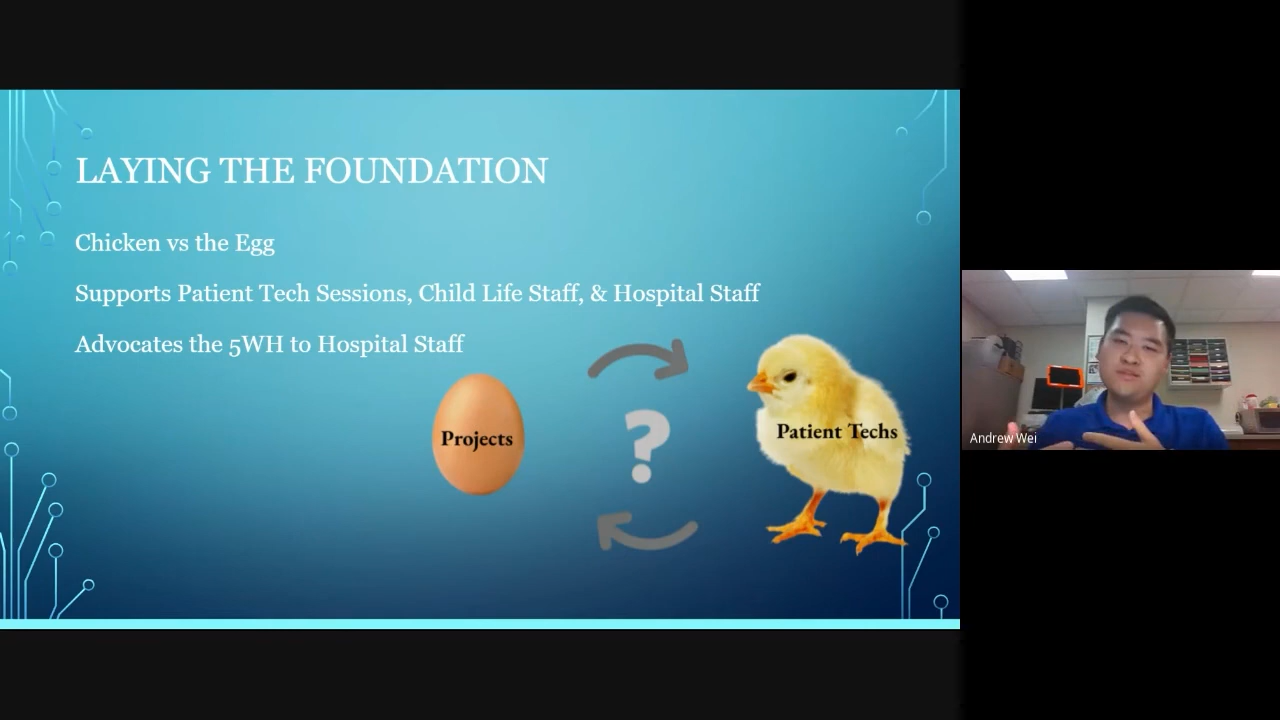 LAYING THE FOUNDATION
Chicken vs the Egg
Supports Patient Tech Sessions, Child Life Staff, & Hospital Staff
Advocates the 5WH to Hospital Staff
Projects
?
Patient Techs
Andrew Wei